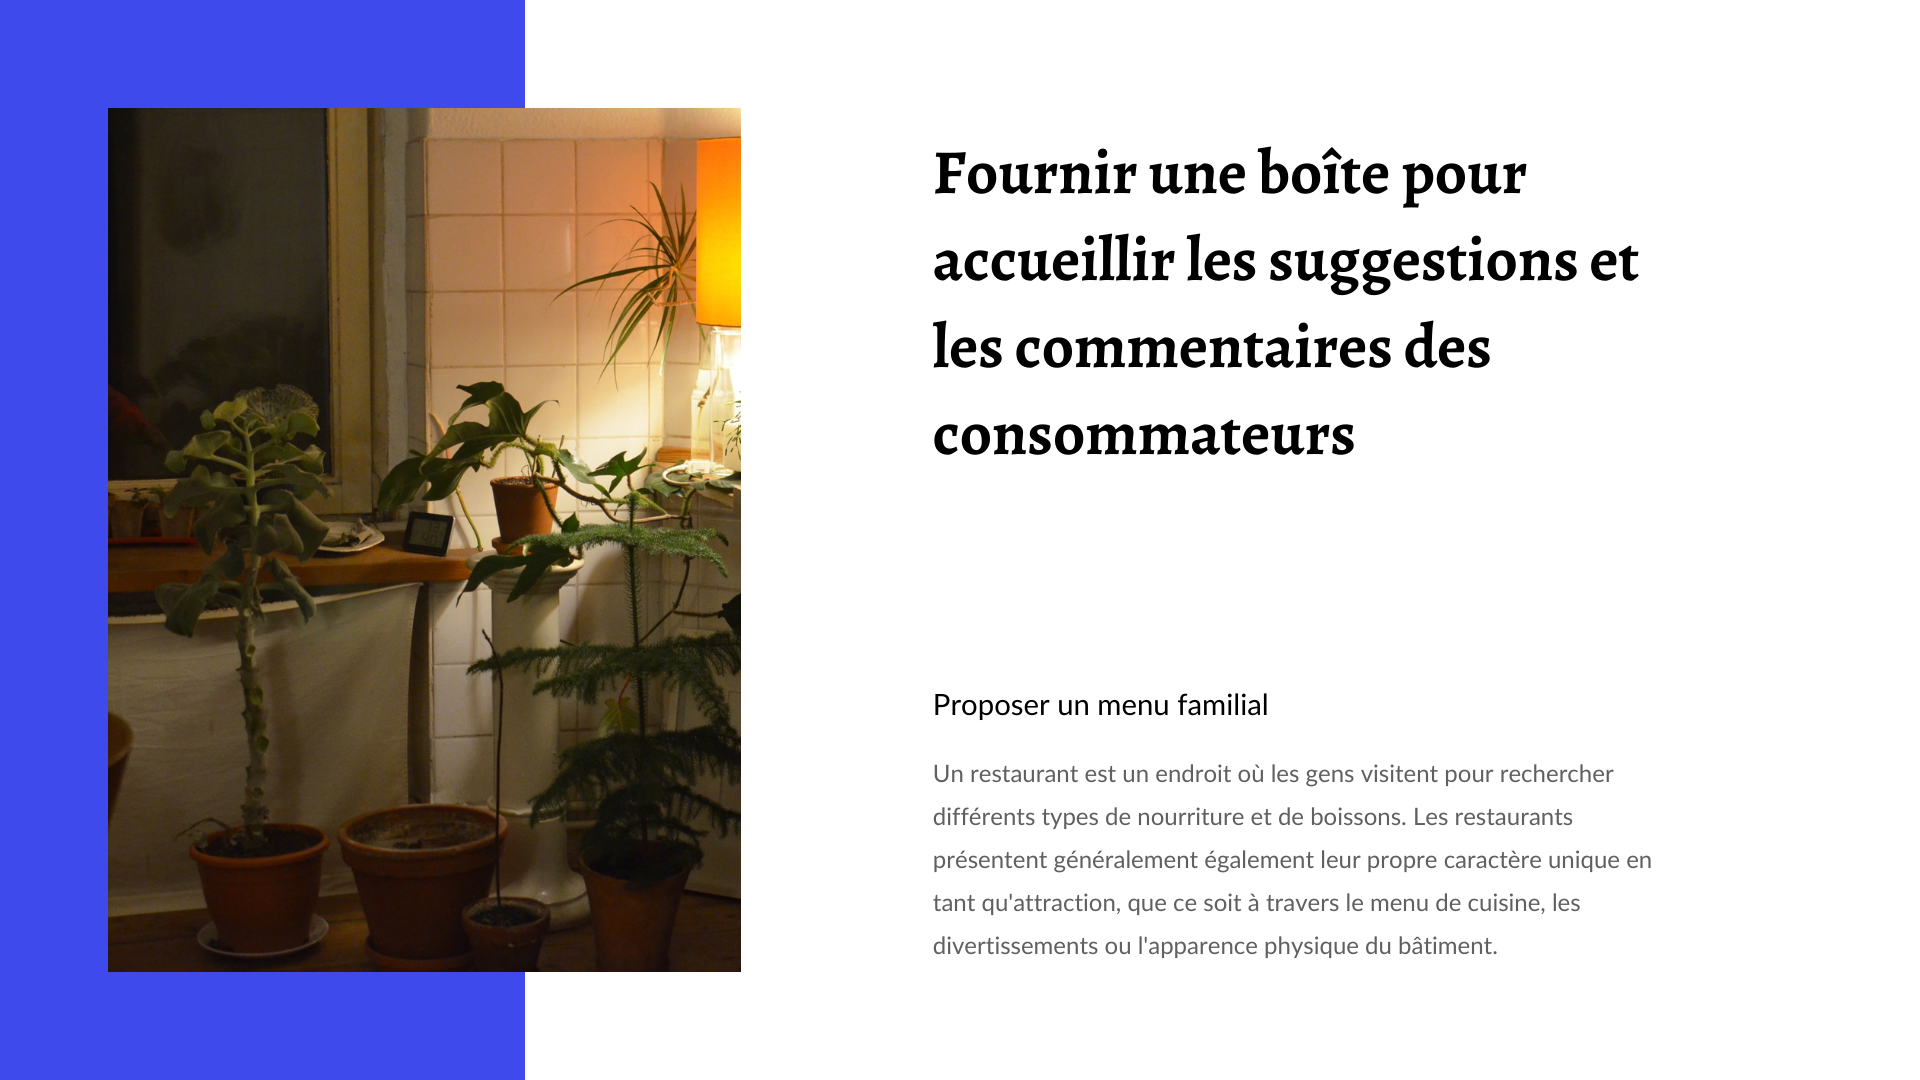 Fournir une boîte pour
accueillir les suggestions et
les commentaires des
consommateurs
Proposer un menu familial
Un restaurant est un endroit où les gens visitent pour rechercher
différents types de nourriture et de boissons. Les restaurants
présentent généralement également leur propre caractère unique en
tant qu'attraction, que ce soit à travers le menu de cuisine, les
divertissements ou l'apparence physique du bâtiment.